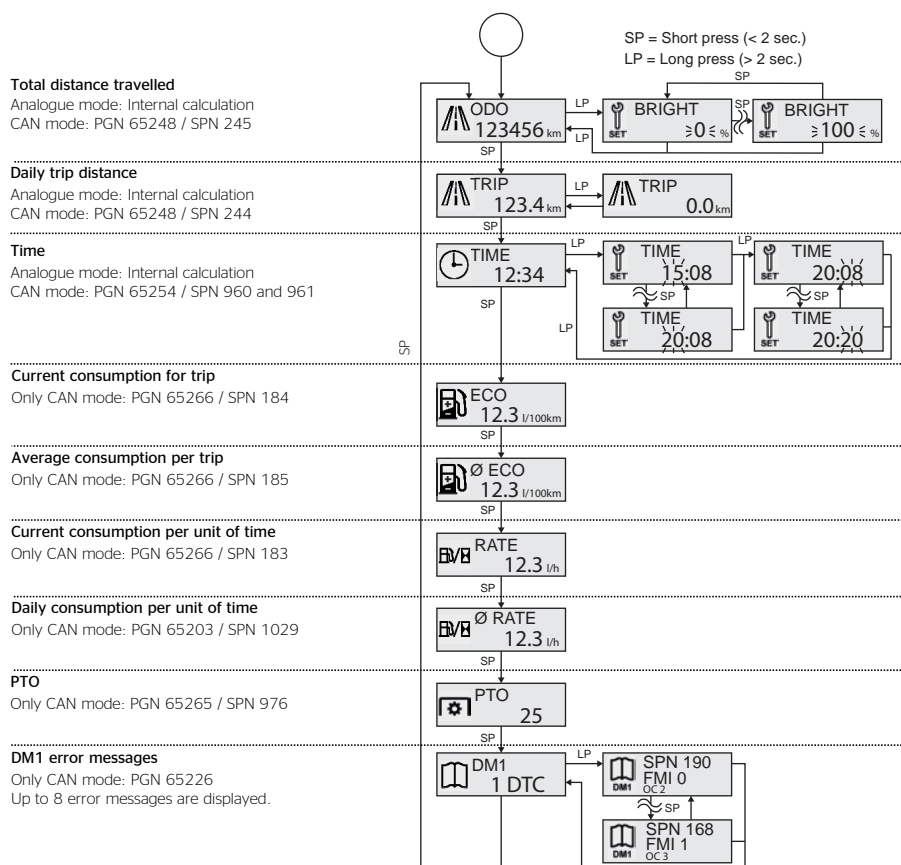 SP = Short press (< 2 sec.)
LP = Long press (> 2 sec.)
SP
Total distance travelled
Analogue mode: Internal calculation
CAN mode: PGN 65248 / SPN 245
ODO
123456 km
LP
LP
SET
BRIGHT
0 %
SP
SET
BRIGHT
100 %
SP
Daily trip distance
Analogue mode: Internal calculation
CAN mode: PGN 65248 / SPN 244
TRIP
123.4 km
LP
TRIP
0.0 km
SP
Time
Analogue mode: Internal calculation
CAN mode: PGN 65254 / SPN 960 and 961
TIME
12:34
LP
SET
TIME
15:08
LP
SET
TIME
20:08
SP
SP
SP
LP
SET
TIME
20:08
SET
TIME
20:20
SP
Current consumption for trip
Only CAN mode: PGN 65266 / SPN 184
ECO
12.3 l/100km
SP
Average consumption per trip
Only CAN mode: PGN 65266 / SPN 185
Ø ECO
12.3 l/100km
SP
Current consumption per unit of time
Only CAN mode: PGN 65266 / SPN 183
RATE
12.3 l/h
SP
Daily consumption per unit of time
Only CAN mode: PGN 65203 / SPN 1029
Ø RATE
12.3 l/h
SP
PTO
Only CAN mode: PGN 65265 / SPN 976
PTO
25
SP
DM1 error messages
Only CAN mode: PGN 65226
Up to 8 error messages are displayed.
DM1
1 DTC
LP
DM1
SPN 190
FMI 0
OC 2
SP
DM1
SPN 168
FMI 1
OC 3